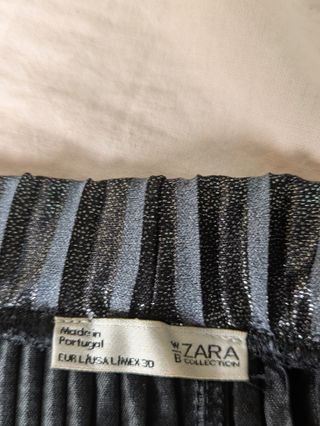 Made in
Portugal
EUR L/USA L/MEX 30
W/B ZARA
COLLECTION